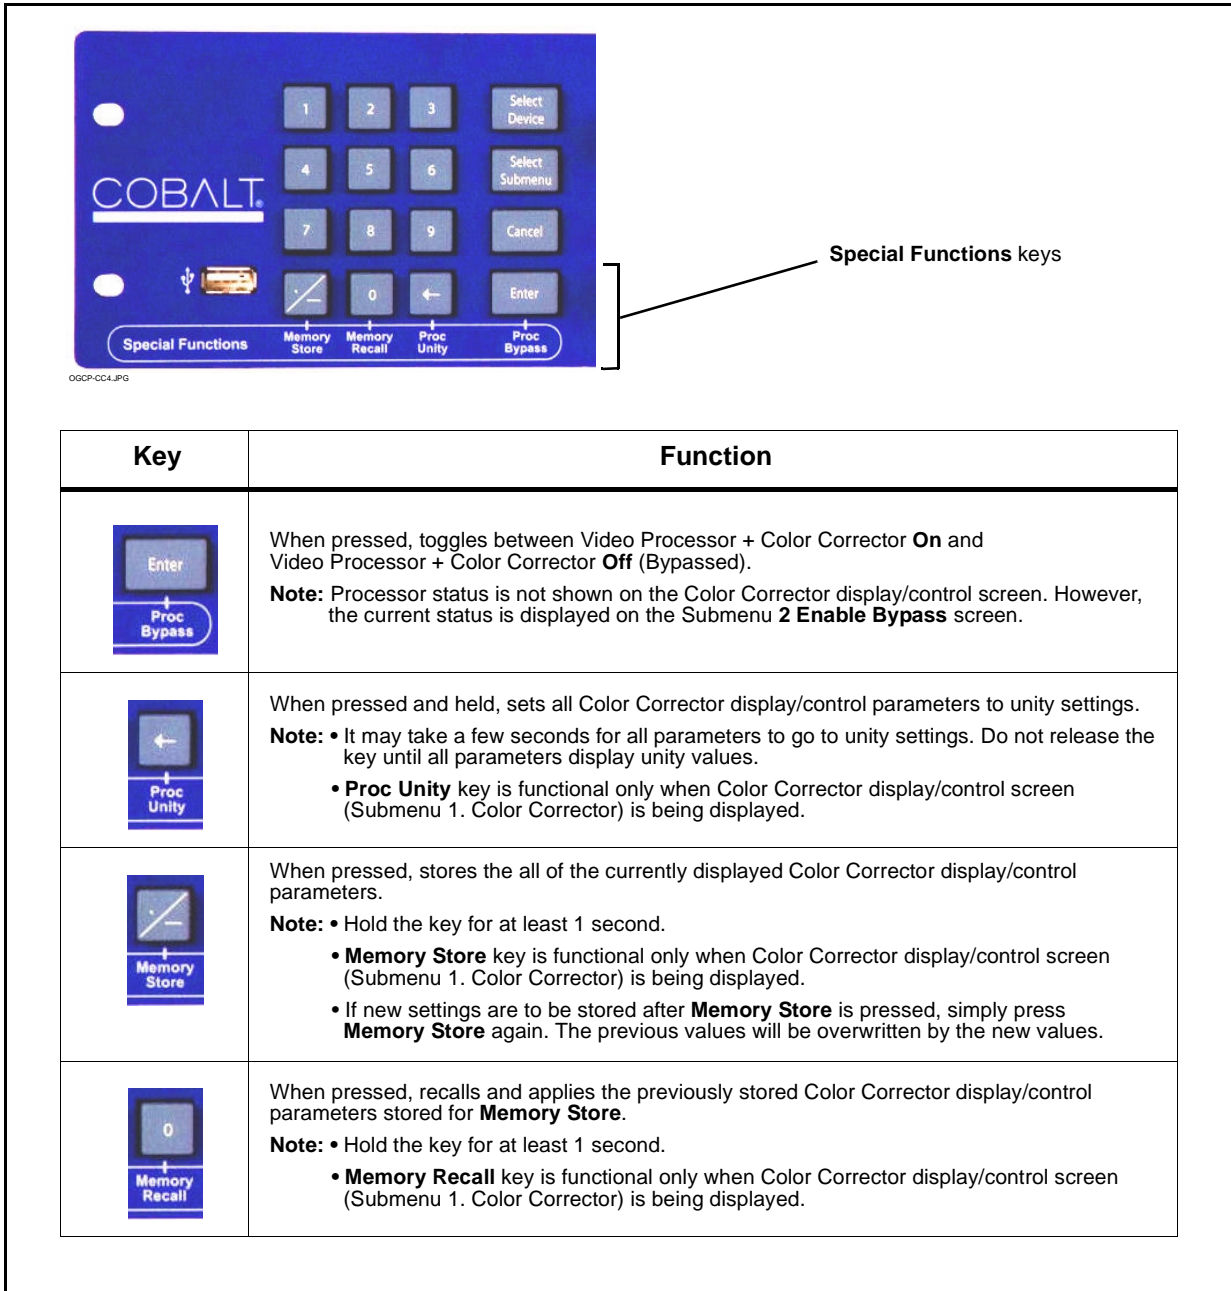 1 2 3 Select Device
4 5 6 Select Submenu
COBALT®
7 8 9 Cancel
./– 0 ← Enter
Special Functions Memory Store Memory Recall Proc Unity Proc Bypass
Special Functions keys
OGCP-CC4.JPG
Key Function
Enter
Proc Bypass
When pressed, toggles between Video Processor + Color Corrector On and
Video Processor + Color Corrector Off (Bypassed).
Note: Processor status is not shown on the Color Corrector display/control screen. However,
the current status is displayed on the Submenu 2 Enable Bypass screen.
←
Proc Unity
When pressed and held, sets all Color Corrector display/control parameters to unity settings.
Note: • It may take a few seconds for all parameters to go to unity settings. Do not release the
key until all parameters display unity values.
• Proc Unity key is functional only when Color Corrector display/control screen
(Submenu 1. Color Corrector) is being displayed.
./–
Memory Store
When pressed, stores the all of the currently displayed Color Corrector display/control
parameters.
Note: • Hold the key for at least 1 second.
• Memory Store key is functional only when Color Corrector display/control screen
(Submenu 1. Color Corrector) is being displayed.
• If new settings are to be stored after Memory Store is pressed, simply press
Memory Store again. The previous values will be overwritten by the new values.
0
Memory Recall
When pressed, recalls and applies the previously stored Color Corrector display/control
parameters stored for Memory Store.
Note: • Hold the key for at least 1 second.
• Memory Recall key is functional only when Color Corrector display/control screen
(Submenu 1. Color Corrector) is being displayed.